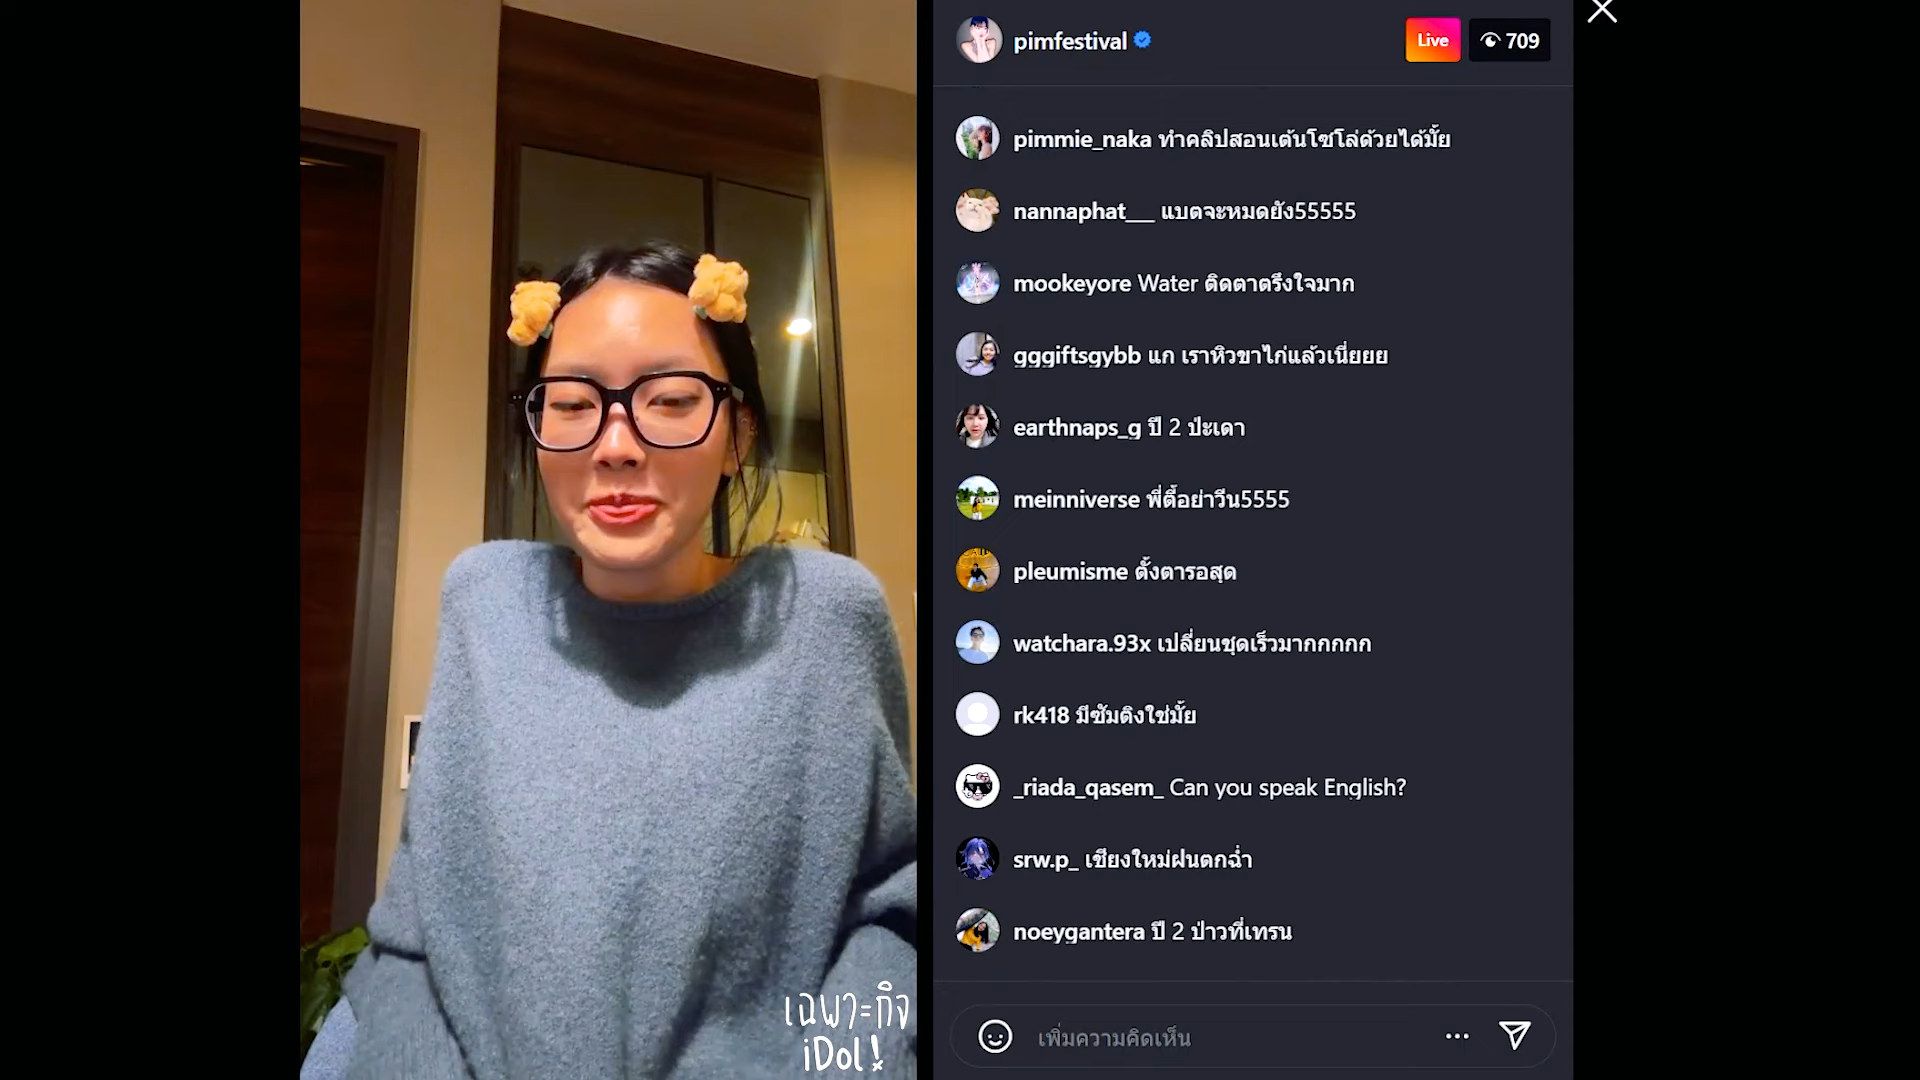 pimfestival
Live
709
pimmie_naka ทำคลิปสอนเต้นโซโล่ด้วยได้มั้ย
nannaphat___ แบตจะหมดยัง55555
mookeyore Water ติดตาตรึงใจมาก
gggiftsgybb แก เราหิวขาไก่แล้วเนี่ยยย
earthnaps_g ปี 2 ป่ะเดา
meinniverse พี่ตี้อย่าวีน5555
pleumisme ตั้งตารอสุด
watchara.93x เปลี่ยนชุดเร็วมากกกกก
rk418 มีซัมติงใช่มั้ย
_riada_qasem_ Can you speak English?
srw.p_ เชียงใหม่ฝนตกฉ่ำ
noeygantera ปี 2 ป่าวที่เทรน
เพิ่มความคิดเห็น
เฉพาะกิจ
iDol!